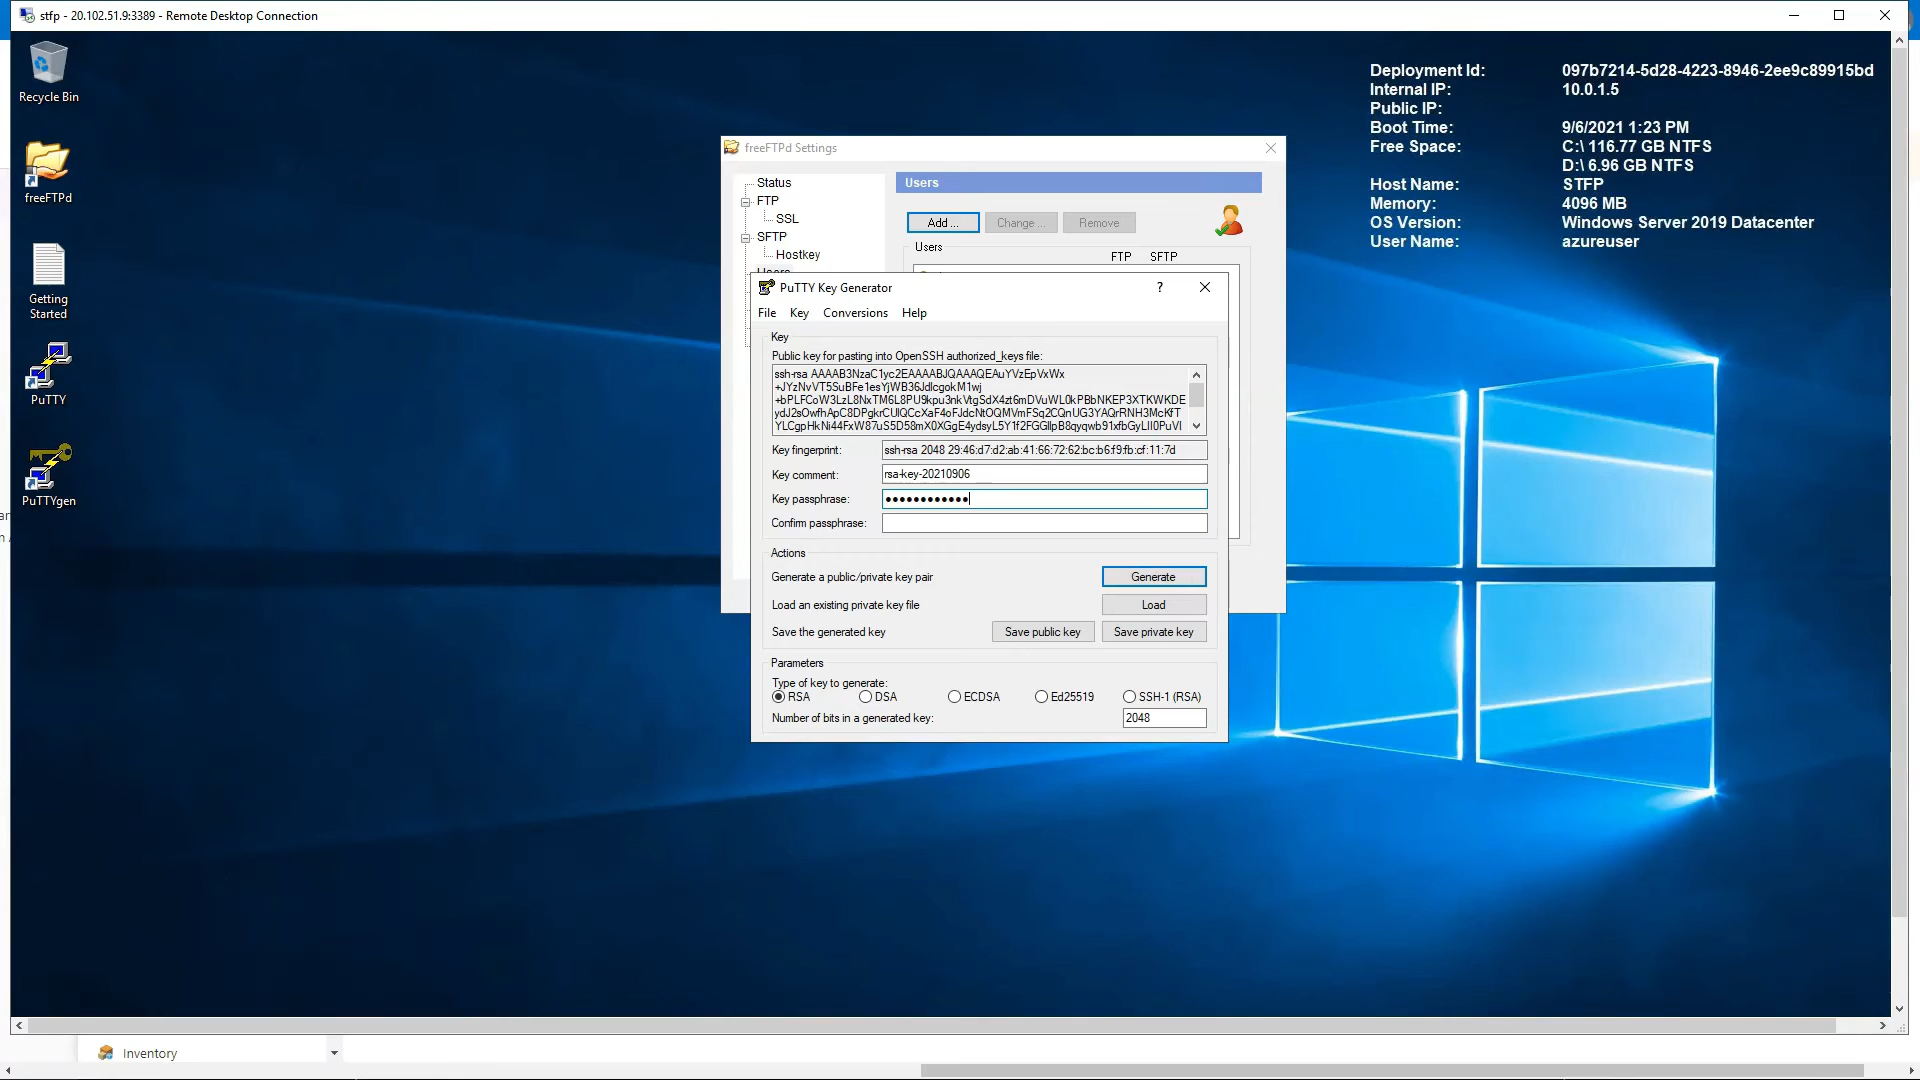 stfp - 20.102.51.9:3389 - Remote Desktop Connection
Recycle Bin
freeFTPd
Getting
Started
PuTTY
PuTTYgen
Deployment Id: 097b7214-5d28-4223-8946-2ee9c89915bd
Internal IP: 10.0.1.5
Public IP:
Boot Time: 9/6/2021 1:23 PM
Free Space: C:\ 116.77 GB NTFS
D:\ 6.96 GB NTFS
Host Name: STFP
Memory: 4096 MB
OS Version: Windows Server 2019 Datacenter
User Name: azureuser
freeFTPd Settings
Status
FTP
SSL
SFTP
Hostkey
Users
Users
Add ... Change ... Remove
Users
FTP SFTP
PuTTY Key Generator
?
File Key Conversions Help
Key
Public key for pasting into OpenSSH authorized_keys file:
ssh-rsa AAAAB3NzaC1yc2EAAAABJQAAAQEAuYVzEpVxWx
+JYzNvVT5SuBFe1esYjWB36JdlcgokM1wj
+bPLFCoW3LzL8NxTM6L8PU9kpu3nkVtgSdX4zt6mDVuWL0kPBbNKEP3XTKWKDE
ydJ2sOwfhApC8DPgkrCUIQCcXaF4oFJdcNtOQMVmFSq2CQnUG3YAQrRNH3McKfT
YLCgpHkNi44FxW87uS5D58mX0XGgE4ydsyL5Y1f2FGGllpB8qyqwb91xfbGyLII0PuVI
Key fingerprint: ssh-rsa 2048 29:46:d7:d2:ab:41:66:72:62:bc:b6:f9:fb:cf:11:7d
Key comment: rsa-key-20210906
Key passphrase: ••••••••••••
Confirm passphrase:
Actions
Generate a public/private key pair Generate
Load an existing private key file Load
Save the generated key Save public key Save private key
Parameters
Type of key to generate:
RSA DSA ECDSA Ed25519 SSH-1 (RSA)
Number of bits in a generated key: 2048
Inventory